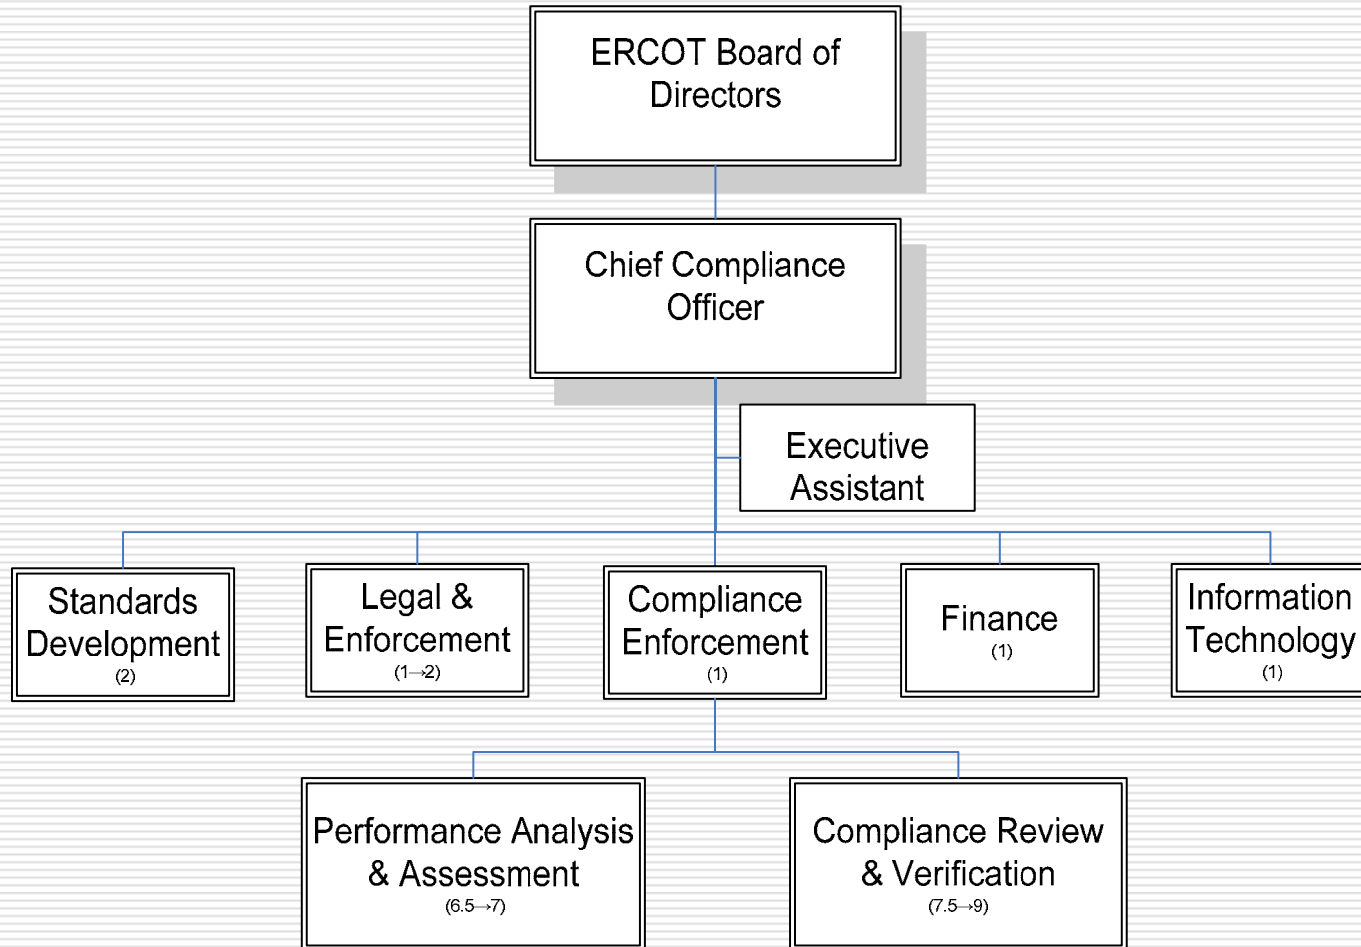 ERCOT Board of
Directors
Chief Compliance
Officer
Executive
Assistant
Standards
Development
(2)
Legal &
Enforcement
(1→2)
Compliance
Enforcement
(1)
Finance
(1)
Information
Technology
(1)
Performance Analysis
& Assessment
(6.5→7)
Compliance Review
& Verification
(7.5→9)